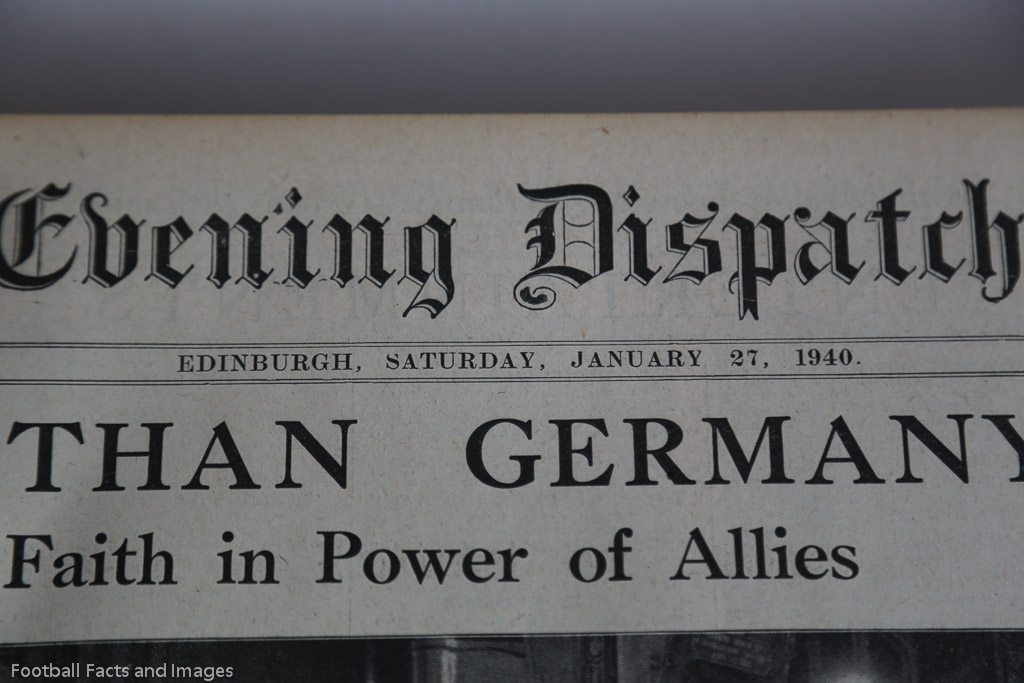 Evening Dispatch
EDINBURGH, SATURDAY, JANUARY 27, 1940.
THAN GERMANY
Faith in Power of Allies
Football Facts and Images